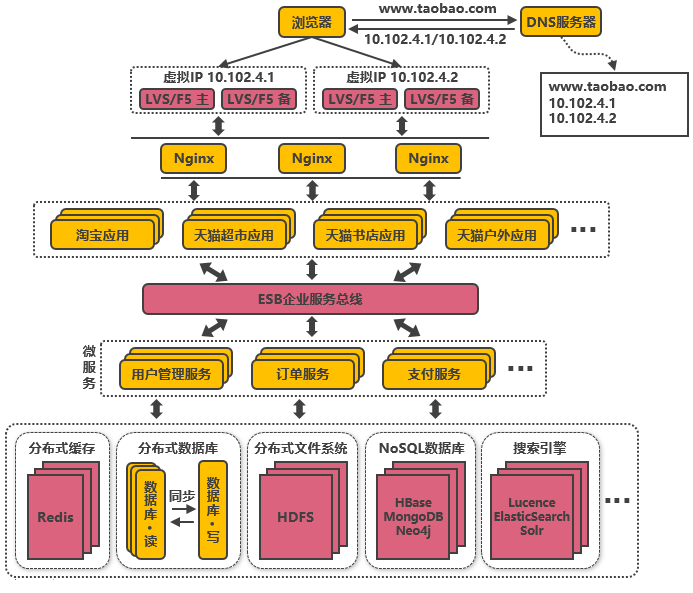 浏览器
www.taobao.com
10.102.4.1/10.102.4.2
DNS服务器
www.taobao.com
10.102.4.1
10.102.4.2
虚拟IP 10.102.4.1
LVS/F5 主
LVS/F5 备
虚拟IP 10.102.4.2
LVS/F5 主
LVS/F5 备
Nginx
Nginx
Nginx
淘宝应用
天猫超市应用
天猫书店应用
天猫户外应用
...
ESB企业服务总线
微
服
务
用户管理服务
订单服务
支付服务
...
分布式缓存
Redis
分布式数据库
数据库·读
同步
数据库·写
分布式文件系统
HDFS
NoSQL数据库
HBase
MongoDB
Neo4j
搜索引擎
Lucence
ElasticSearch
Solr
...